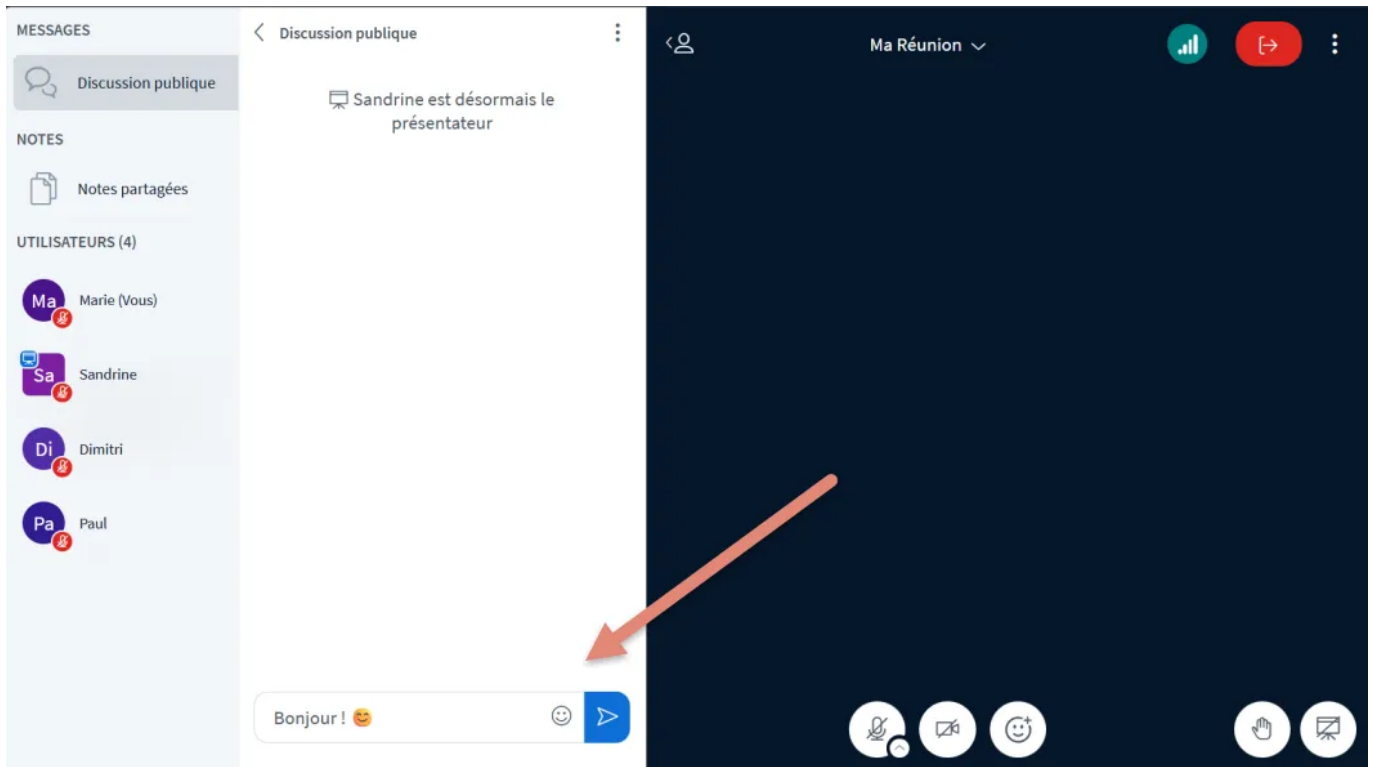 MESSAGES
Discussion publique
NOTES
Notes partagées
UTILISATEURS (4)
Ma
Marie (Vous)
Sa
Sandrine
Di
Dimitri
Pa
Paul
Discussion publique
Sandrine est désormais le
présentateur
Bonjour ! 😊
Ma Réunion